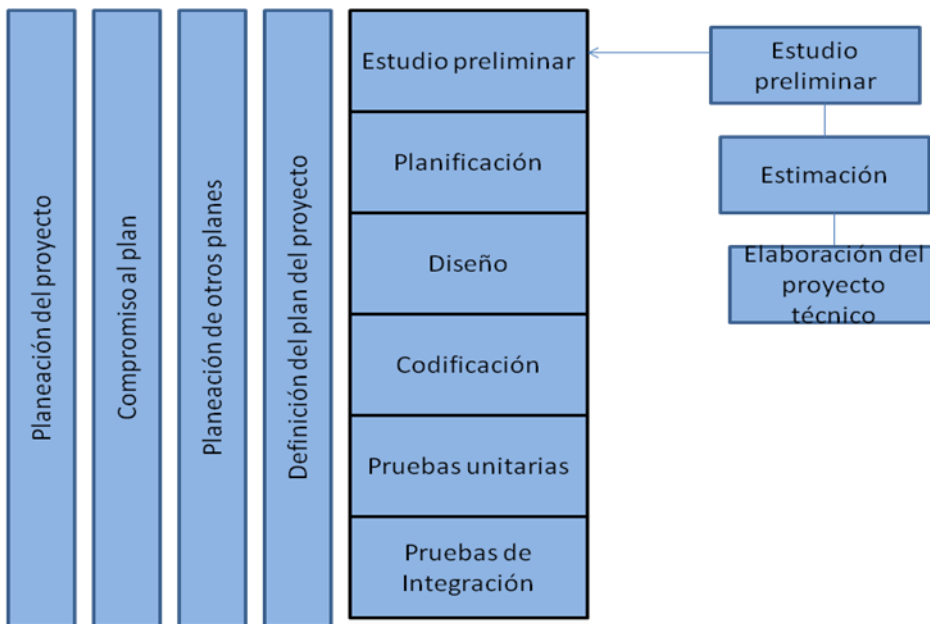 Planeación del proyecto
Compromiso al plan
Planeación de otros planes
Definición del plan del proyecto
Estudio preliminar
Planificación
Diseño
Codificación
Pruebas unitarias
Pruebas de
Integración
Estudio
preliminar
Estimación
Elaboración del
proyecto
técnico